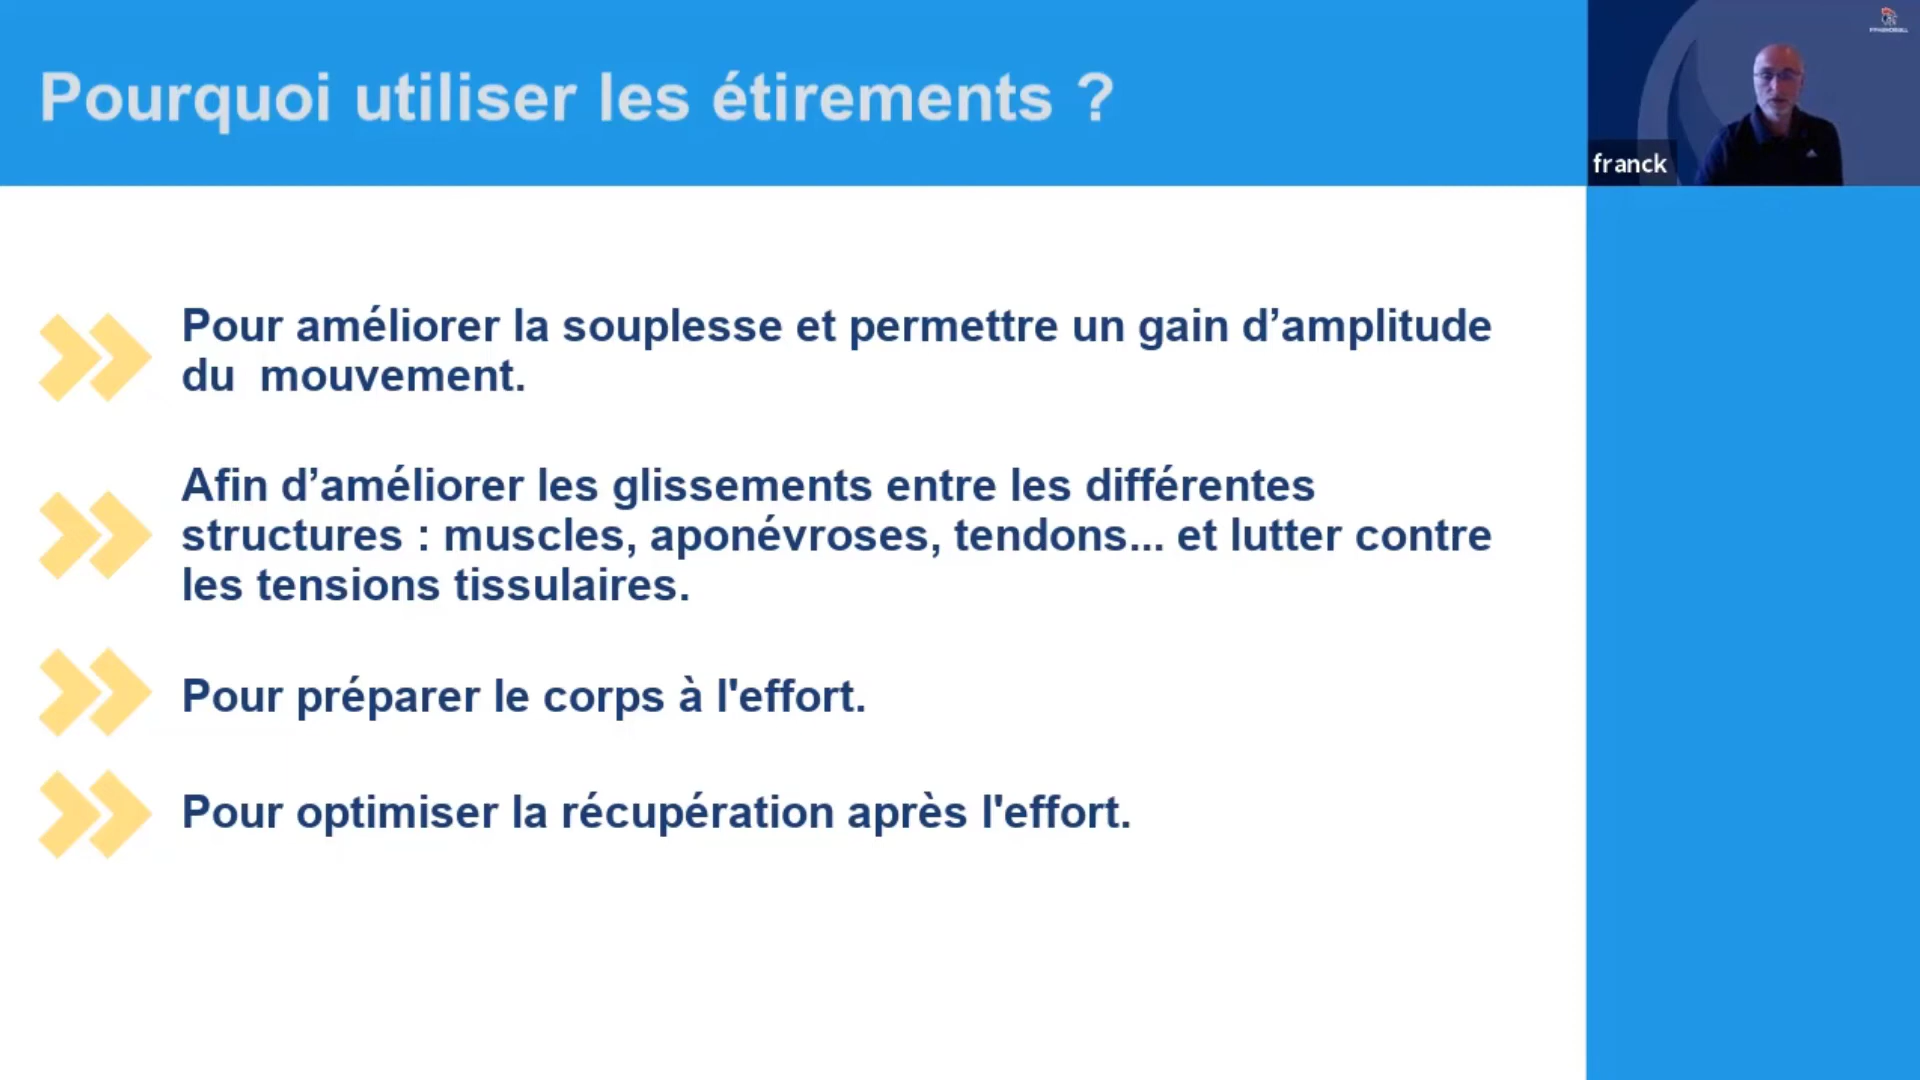 Pourquoi utiliser les étirements ?
franck
Pour améliorer la souplesse et permettre un gain d’amplitude
du  mouvement.
Afin d’améliorer les glissements entre les différentes
structures : muscles, aponévroses, tendons... et lutter contre
les tensions tissulaires.
Pour préparer le corps à l'effort.
Pour optimiser la récupération après l'effort.